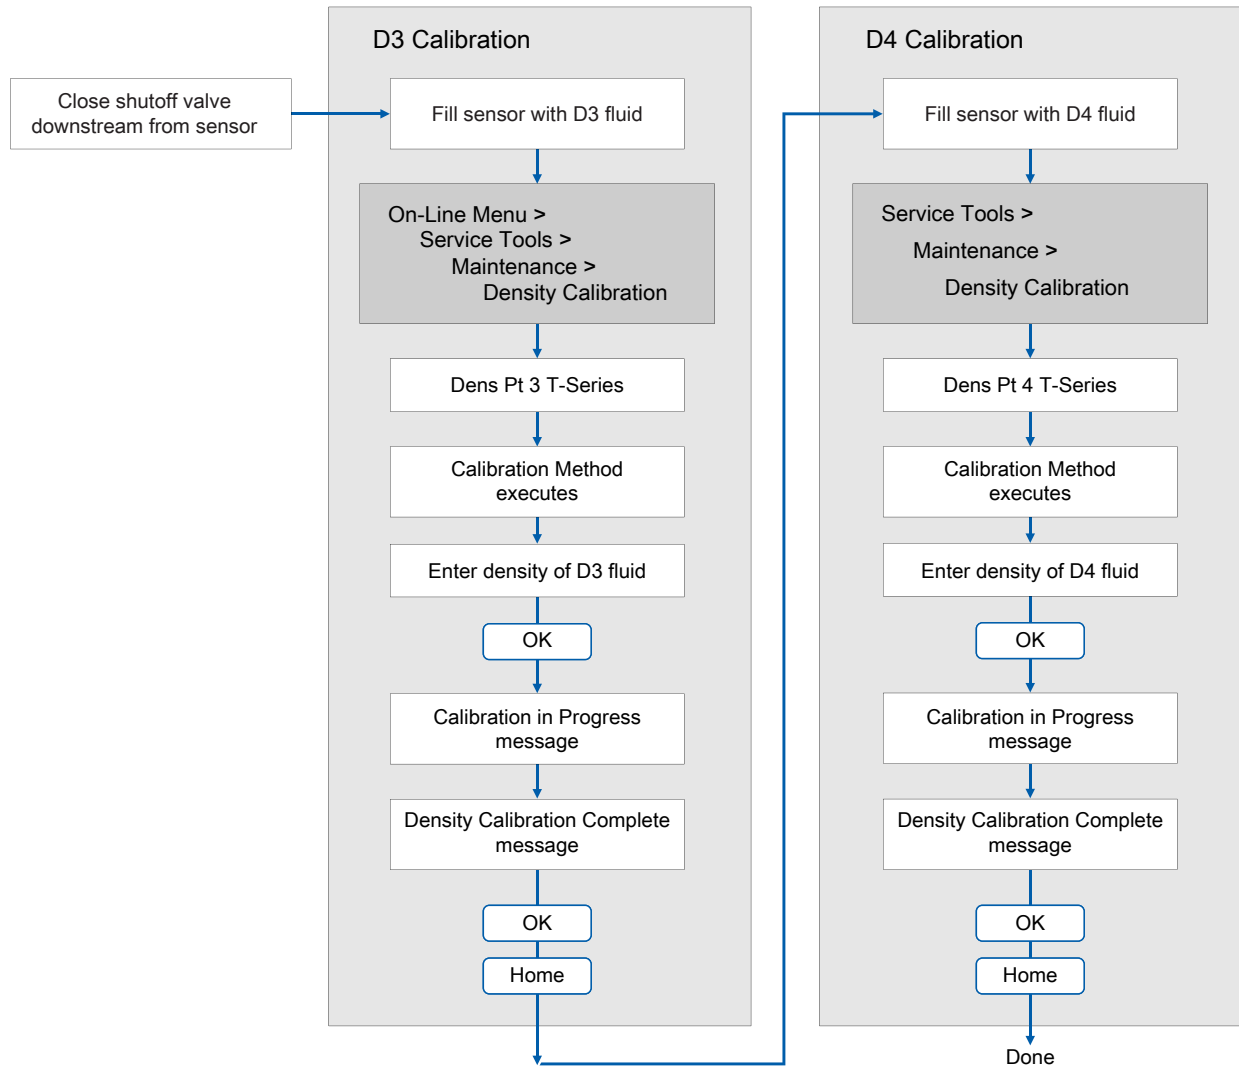 Close shutoff valve
downstream from sensor
D3 Calibration
Fill sensor with D3 fluid
On-Line Menu >
Service Tools >
Maintenance >
Density Calibration
Dens Pt 3 T-Series
Calibration Method
executes
Enter density of D3 fluid
OK
Calibration in Progress
message
Density Calibration Complete
message
OK
Home
D4 Calibration
Fill sensor with D4 fluid
Service Tools >
Maintenance >
Density Calibration
Dens Pt 4 T-Series
Calibration Method
executes
Enter density of D4 fluid
OK
Calibration in Progress
message
Density Calibration Complete
message
OK
Home
Done